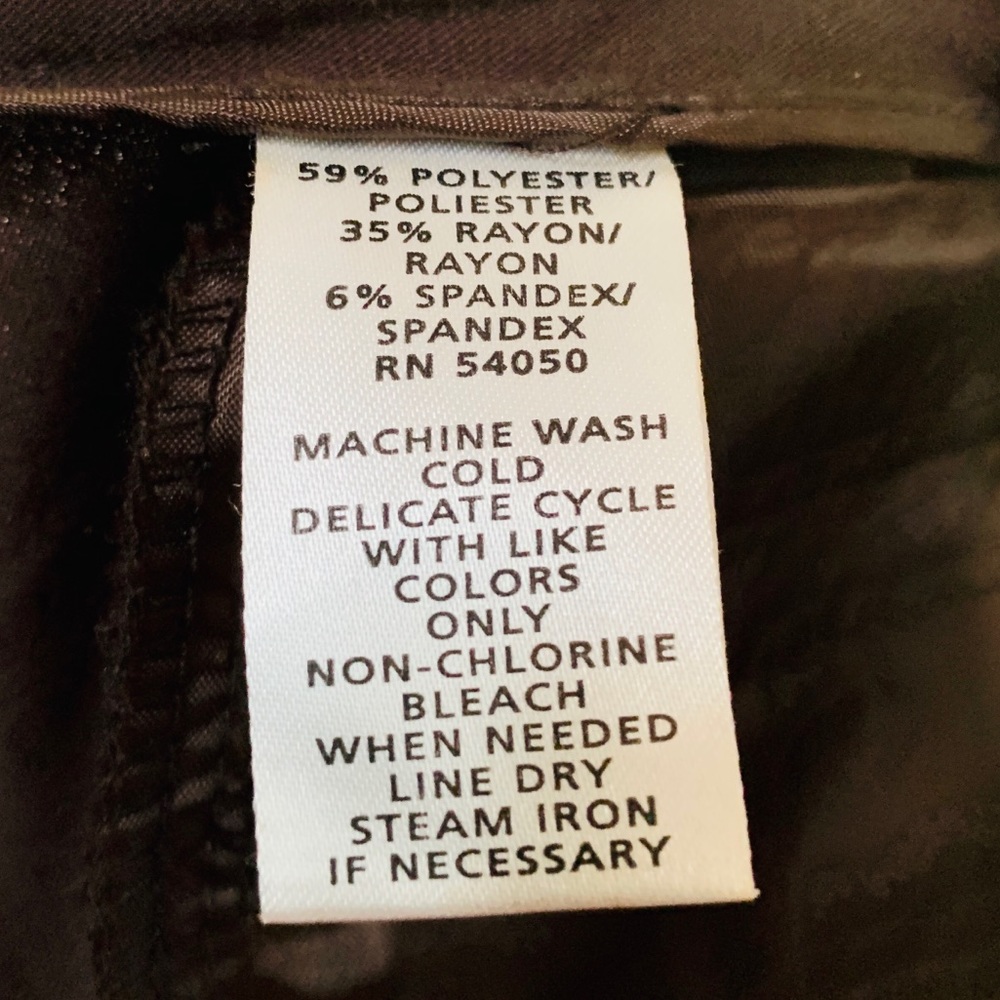 59% POLYESTER/
POLIESTER
35% RAYON/
RAYON
6% SPANDEX/
SPANDEX
RN 54050
MACHINE WASH
COLD
DELICATE CYCLE
WITH LIKE
COLORS
ONLY
NON-CHLORINE
BLEACH
WHEN NEEDED
LINE DRY
STEAM IRON
IF NECESSARY